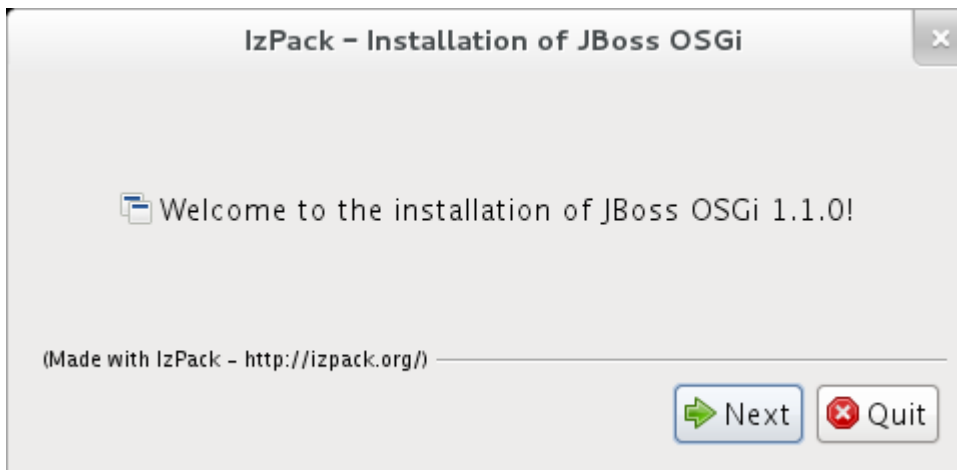 IzPack - Installation of JBoss OSGi
Welcome to the installation of JBoss OSGi 1.1.0!
(Made with IzPack - http://izpack.org/)
Next
Quit